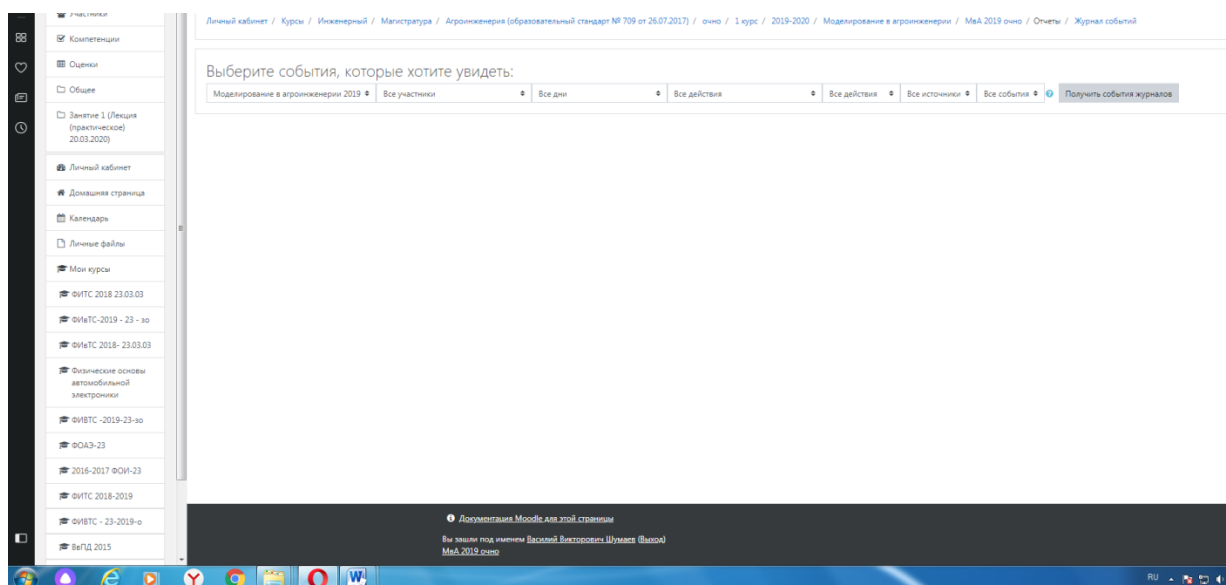 Участники
Компетенции
Оценки
Общее
Занятие 1 (Лекция
(практическое)
20.03.2020)
Личный кабинет
Домашняя страница
Календарь
Личные файлы
Мои курсы
ФИТС 2018 23.03.03
ФИвТС-2019 - 23 - зо
ФИвТС 2018- 23.03.03
Физические основы
автомобильной
электроники
ФИВТС -2019-23-зо
ФОАЭ-23
2016-2017 ФОИ-23
ФИТС 2018-2019
ФИВТС - 23-2019-о
ВвПД 2015
Личный кабинет / Курсы / Инженерный / Магистратура / Агроинженерия (образовательный стандарт № 709 от 26.07.2017) / очно / 1 курс / 2019-2020 / Моделирование в агроинженерии / МвА 2019 очно / Отчеты / Журнал событий
Выберите события, которые хотите увидеть:
Моделирование в агроинженерии 2019 Все участники Все дни Все действия Все действия Все источники Все события Получить события журналов
Документация Moodle для этой страницы
Вы зашли под именем Василий Викторович Шумаев (Выход)
МвА 2019 очно
RU